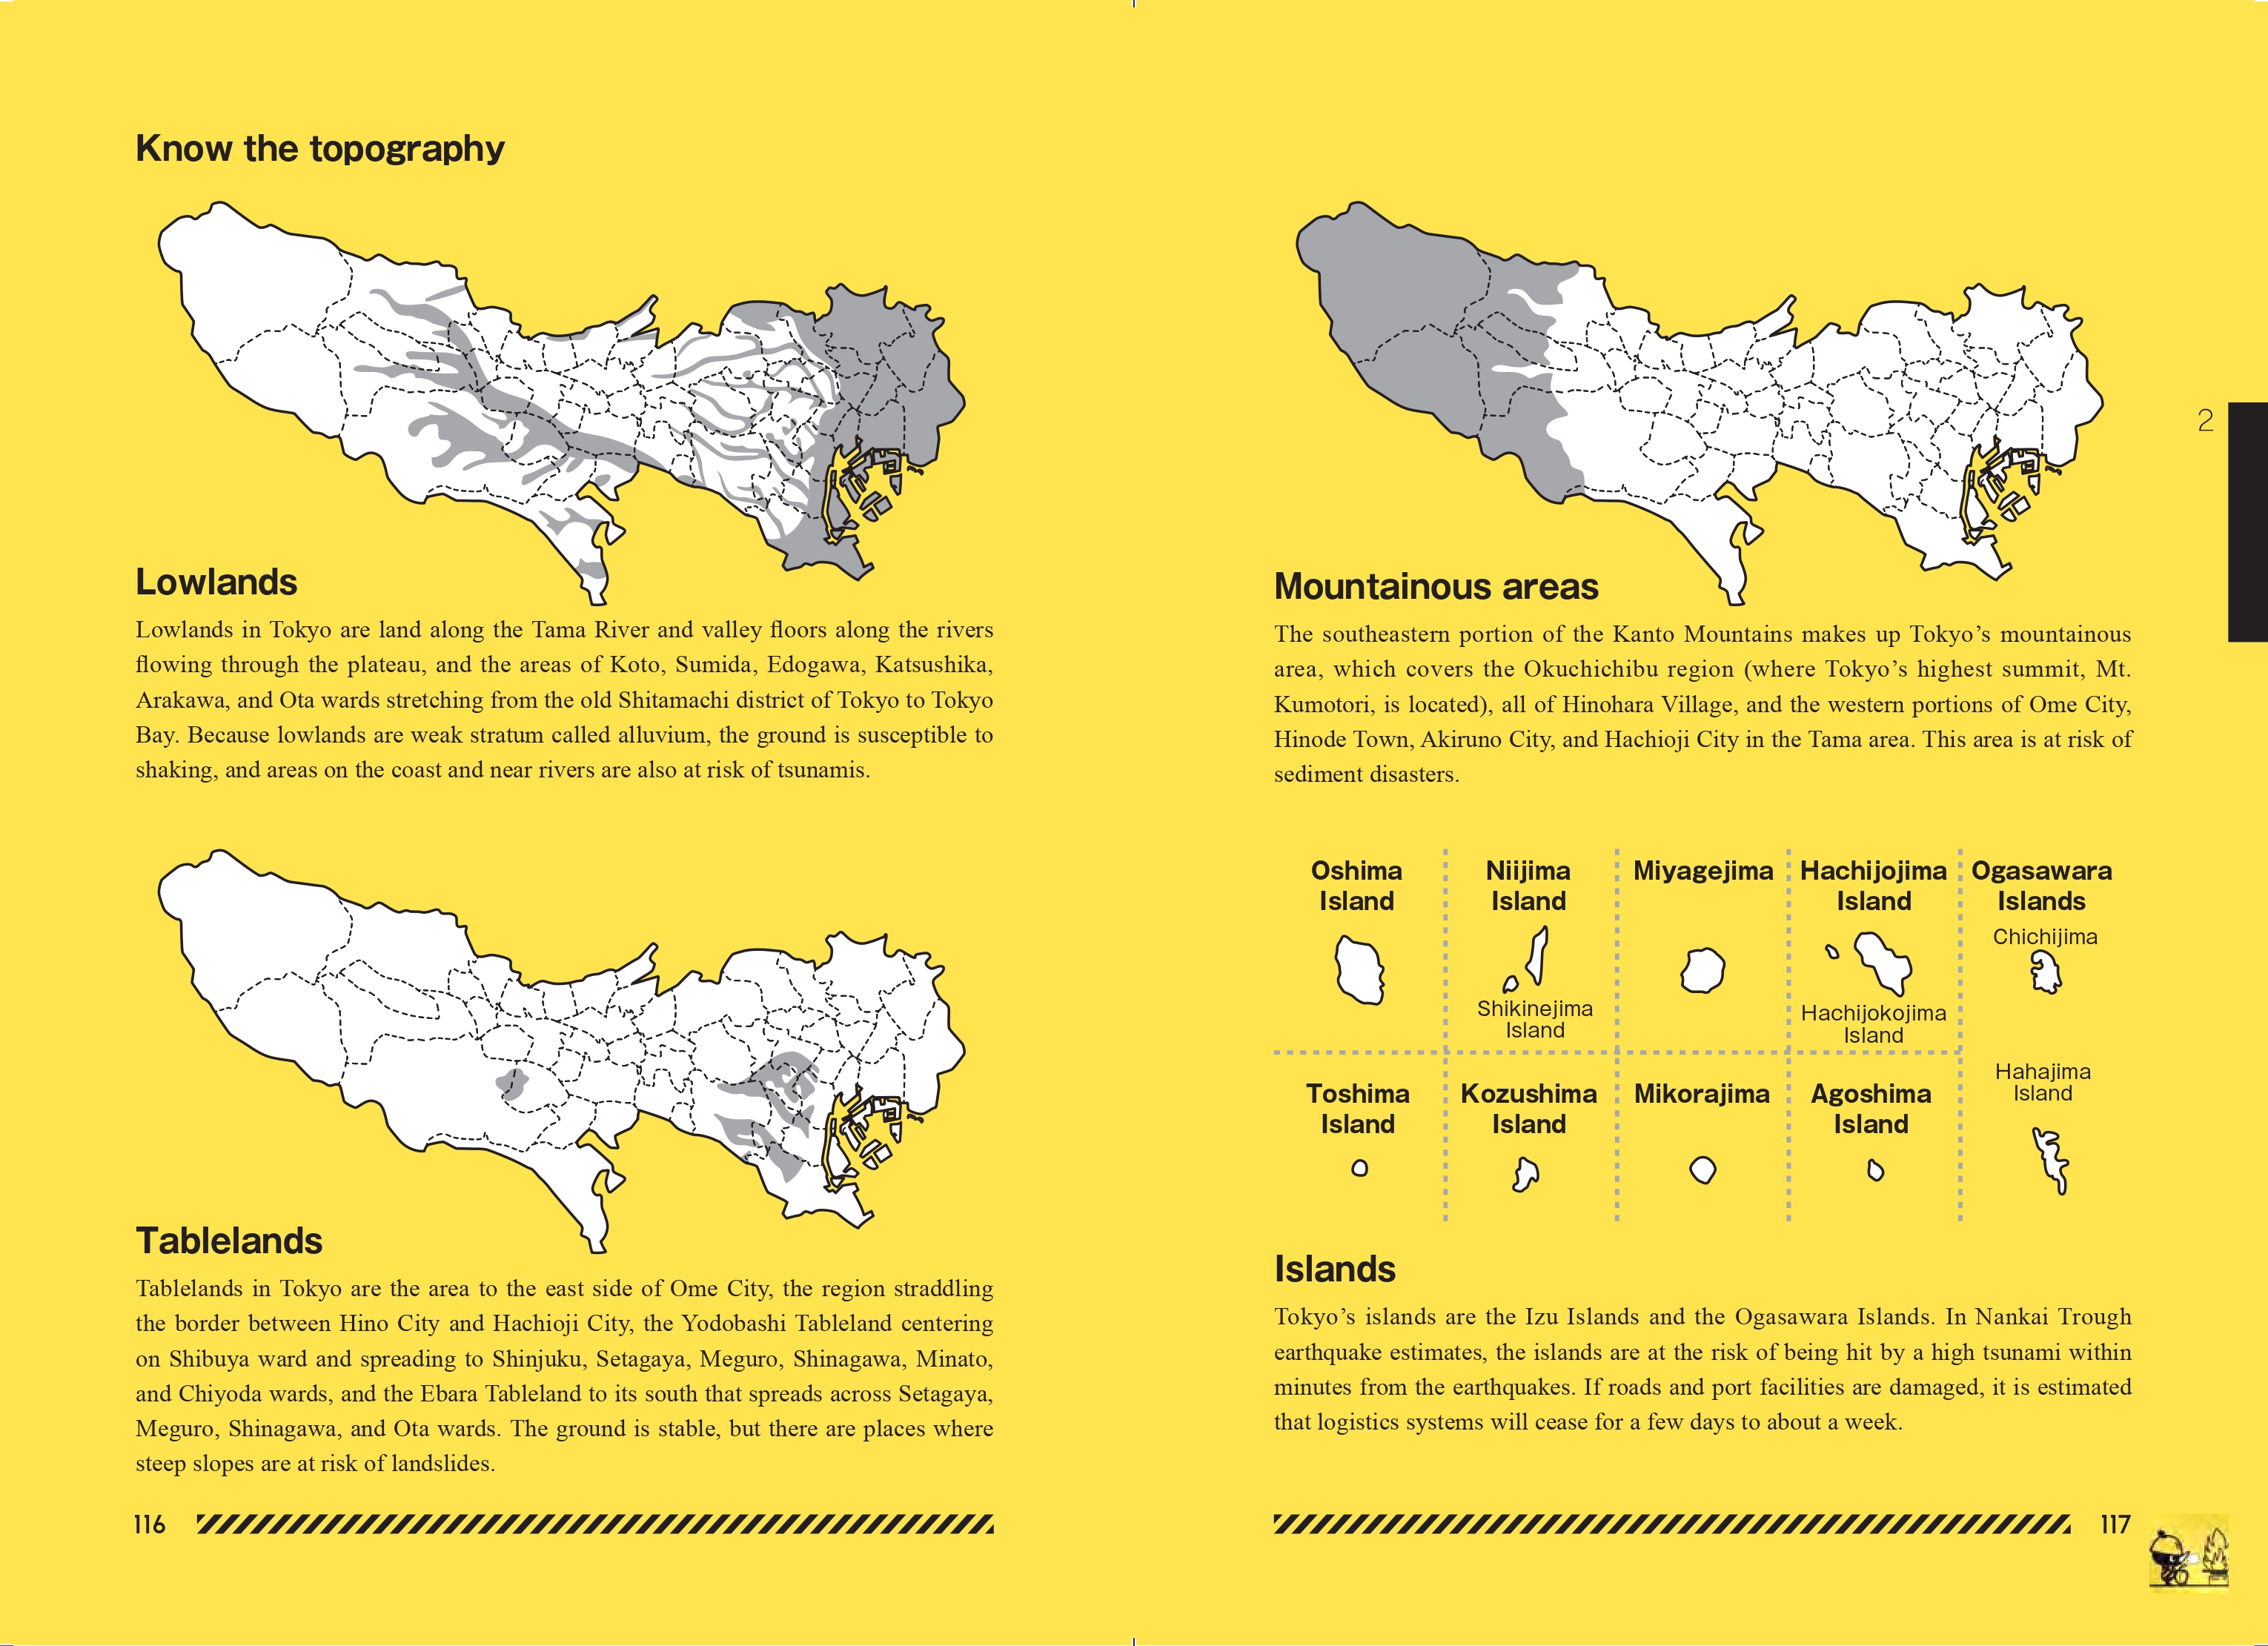 Know the topography
Lowlands
Lowlands in Tokyo are land along the Tama River and valley floors along the rivers
flowing through the plateau, and the areas of Koto, Sumida, Edogawa, Katsushika,
Arakawa, and Ota wards stretching from the old Shitamachi district of Tokyo to Tokyo
Bay. Because lowlands are weak stratum called alluvium, the ground is susceptible to
shaking, and areas on the coast and near rivers are also at risk of tsunamis.
Tablelands
Tablelands in Tokyo are the area to the east side of Ome City, the region straddling
the border between Hino City and Hachioji City, the Yodobashi Tableland centering
on Shibuya ward and spreading to Shinjuku, Setagaya, Meguro, Shinagawa, Minato,
and Chiyoda wards, and the Ebara Tableland to its south that spreads across Setagaya,
Meguro, Shinagawa, and Ota wards. The ground is stable, but there are places where
steep slopes are at risk of landslides.
116
2
Mountainous areas
The southeastern portion of the Kanto Mountains makes up Tokyo’s mountainous
area, which covers the Okuchichibu region (where Tokyo’s highest summit, Mt.
Kumotori, is located), all of Hinohara Village, and the western portions of Ome City,
Hinode Town, Akiruno City, and Hachioji City in the Tama area. This area is at risk of
sediment disasters.
Oshima
Island
Niijima
Island
Shikinejima
Island
Miyagejima
Hachijojima
Island
Hachijokojima
Island
Ogasawara
Islands
Chichijima
Hahajima
Island
Toshima
Island
Kozushima
Island
Mikorajima
Agoshima
Island
Islands
Tokyo’s islands are the Izu Islands and the Ogasawara Islands. In Nankai Trough
earthquake estimates, the islands are at the risk of being hit by a high tsunami within
minutes from the earthquakes. If roads and port facilities are damaged, it is estimated
that logistics systems will cease for a few days to about a week.
117